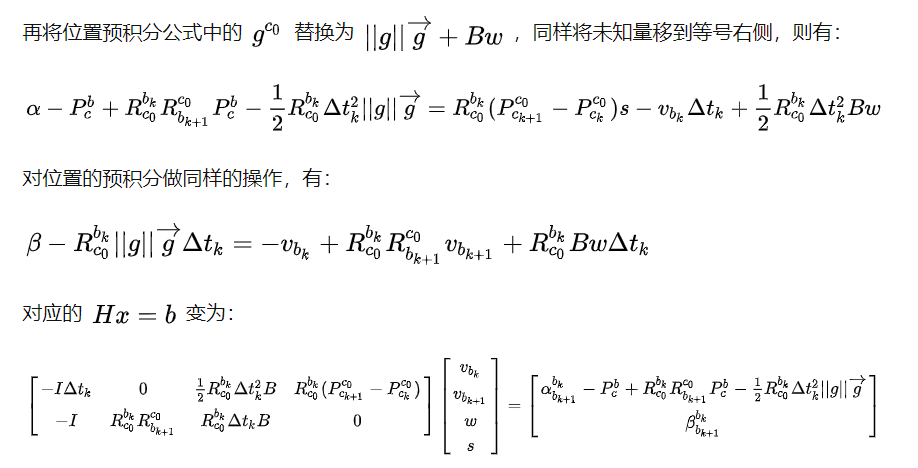 再将位置预积分公式中的 $g^{c_0}$ 替换为 $||g||\overrightarrow{g} + Bw$ ，同样将未知量移到等号右侧，则有：
$\alpha - P_c^b + R_{c_0}^{b_k} R_{b_{k+1}}^{c_0} P_c^b - \frac{1}{2} R_{c_0}^{b_k} \Delta t_k^2 ||g||\overrightarrow{g} = R_{c_0}^{b_k} (P_{c_{k+1}}^{c_0} - P_{c_k}^{c_0}) s - v_{b_k} \Delta t_k + \frac{1}{2} R_{c_0}^{b_k} \Delta t_k^2 Bw$
对位置的预积分做同样的操作，有：
$\beta - R_{c_0}^{b_k} ||g||\overrightarrow{g} \Delta t_k = -v_{b_k} + R_{c_0}^{b_k} R_{b_{k+1}}^{c_0} v_{b_{k+1}} + R_{c_0}^{b_k} Bw \Delta t_k$
对应的 $Hx = b$ 变为：
$\begin{bmatrix} -I\Delta t_k & 0 & \frac{1}{2} R_{c_0}^{b_k} \Delta t_k^2 B & R_{c_0}^{b_k} (P_{c_{k+1}}^{c_0} - P_{c_k}^{c_0}) \\ -I & R_{c_0}^{b_k} R_{b_{k+1}}^{c_0} & R_{c_0}^{b_k} \Delta t_k B & 0 \end{bmatrix} \begin{bmatrix} v_{b_k} \\ v_{b_{k+1}} \\ w \\ s \end{bmatrix} = \begin{bmatrix} \alpha_{b_{k+1}}^{b_k} - P_c^b + R_{c_0}^{b_k} R_{b_{k+1}}^{c_0} P_c^b - \frac{1}{2} R_{c_0}^{b_k} \Delta t_k^2 ||g||\overrightarrow{g} \\ \beta_{b_{k+1}}^{b_k} \end{bmatrix}$